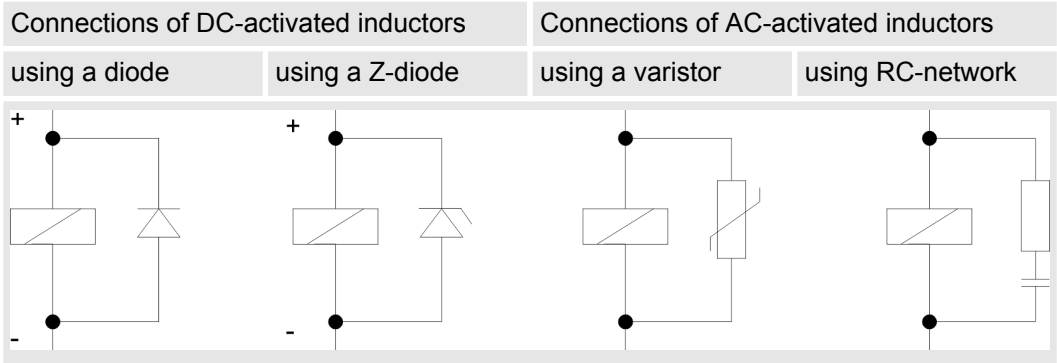 Connections of DC-activated inductors
Connections of AC-activated inductors
using a diode
using a Z-diode
using a varistor
using RC-network
+
+
-
-